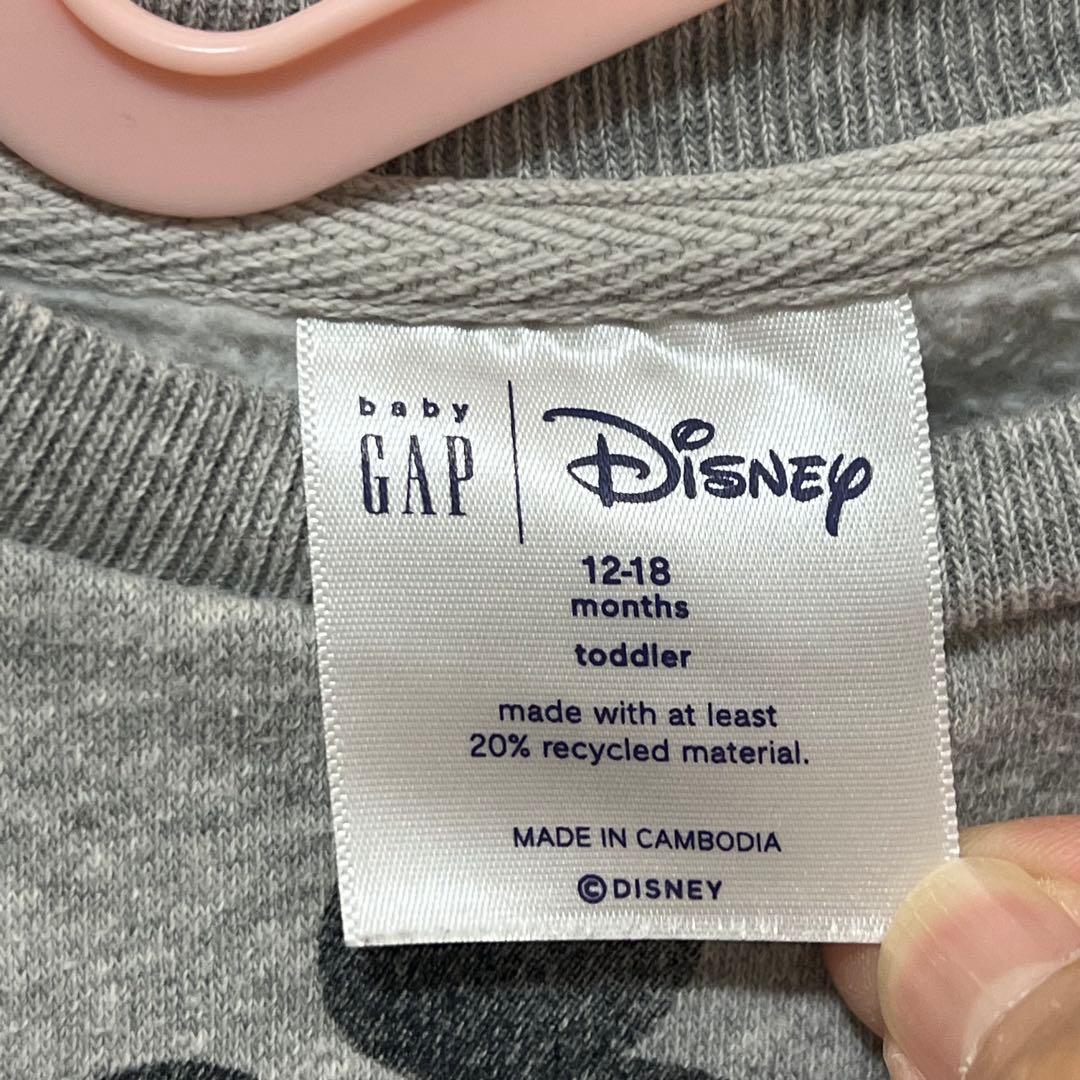 baby
GAP
Disney
12-18
months
toddler
made with at least
20% recycled material.
MADE IN CAMBODIA
©DISNEY